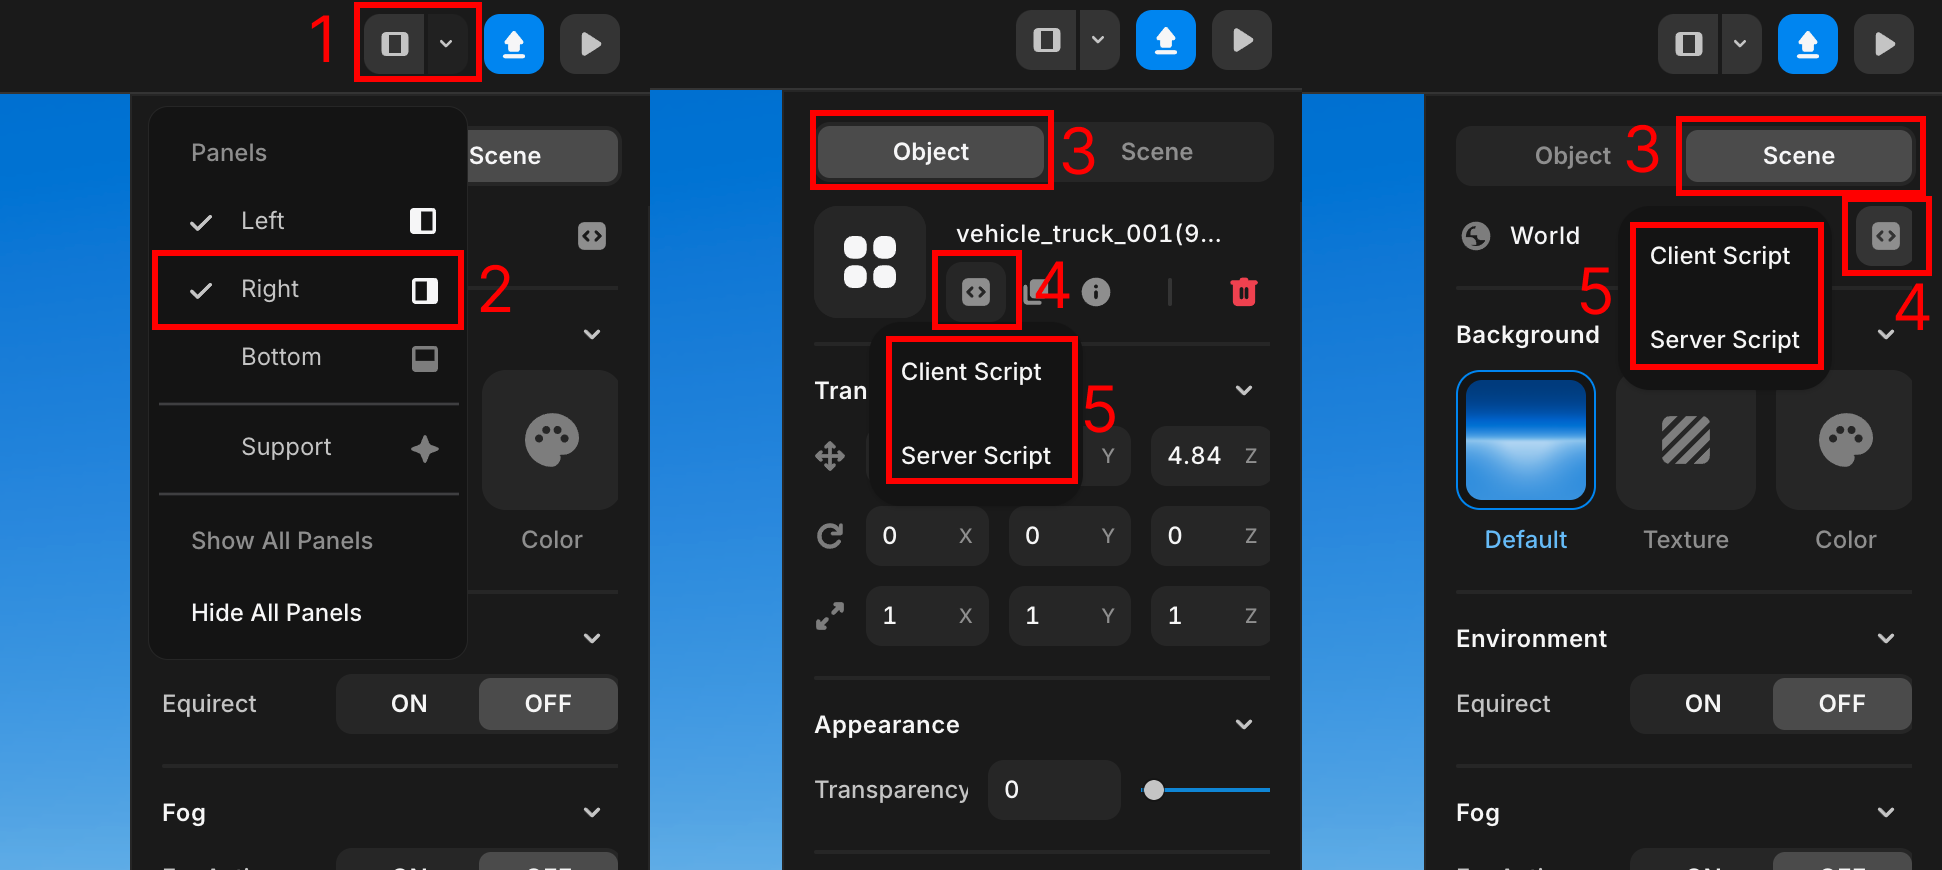 1
Panels
Scene
Left
Right
2
Bottom
Support
Show All Panels
Color
Hide All Panels
Equirect ON OFF
Fog
Object 3 Scene
vehicle_truck_001(9...
4
Tran
Client Script
5
Server Script
Y 4.84 Z
0 X 0 Y 0 Z
1 X 1 Y 1 Z
Appearance
Transparency 0
Object 3 Scene
World
4
Client Script
5
Server Script
Background
Default Texture Color
Environment
Equirect ON OFF
Fog